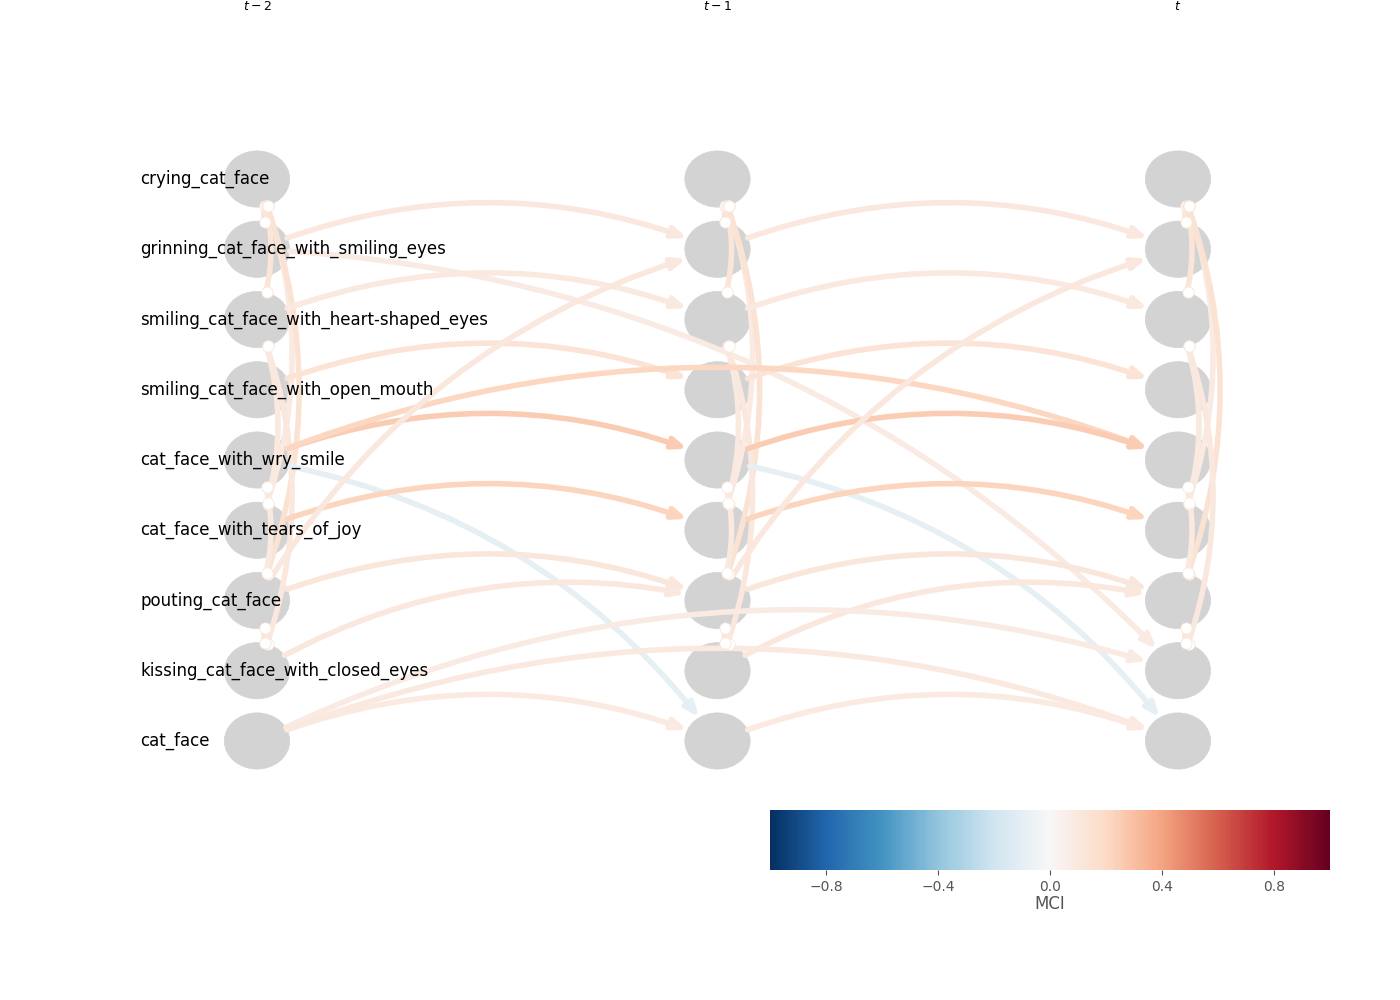 t − 2 t − 1 t
crying_cat_face
grinning_cat_face_with_smiling_eyes
smiling_cat_face_with_heart-shaped_eyes
smiling_cat_face_with_open_mouth
cat_face_with_wry_smile
cat_face_with_tears_of_joy
pouting_cat_face
kissing_cat_face_with_closed_eyes
cat_face
−0.8 −0.4 0.0 0.4 0.8
MCI